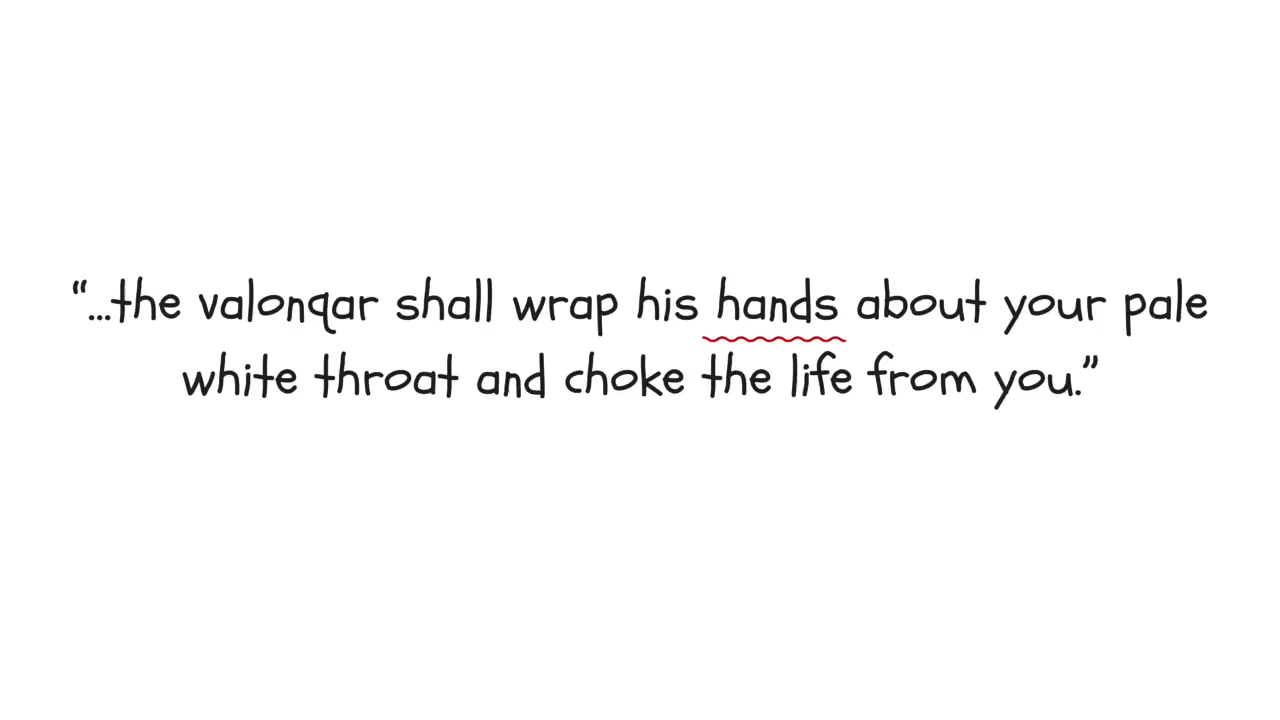 “...the valonqar shall wrap his hands about your pale
white throat and choke the life from you.”